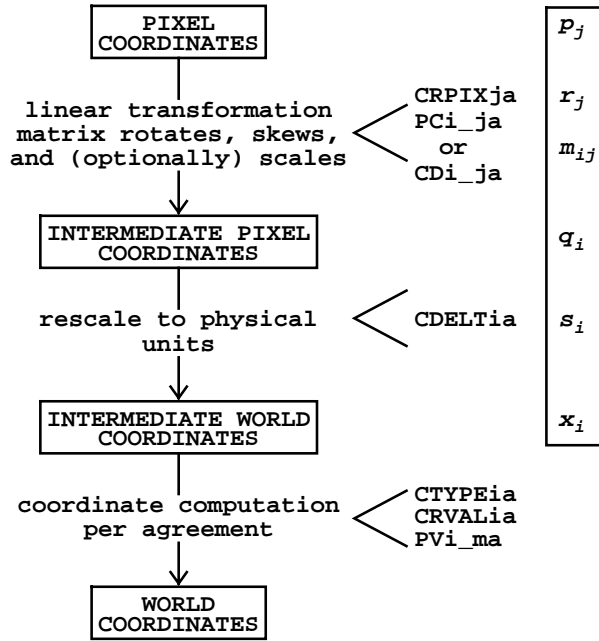 PIXEL
COORDINATES
p_j
linear transformation
matrix rotates, skews,
and (optionally) scales
CRPIXja
PCi_ja
or
CDi_ja
r_j
m_ij
INTERMEDIATE PIXEL
COORDINATES
q_i
rescale to physical
units
CDELTia
s_i
INTERMEDIATE WORLD
COORDINATES
x_i
coordinate computation
per agreement
CTYPEia
CRVALia
PVi_ma
WORLD
COORDINATES